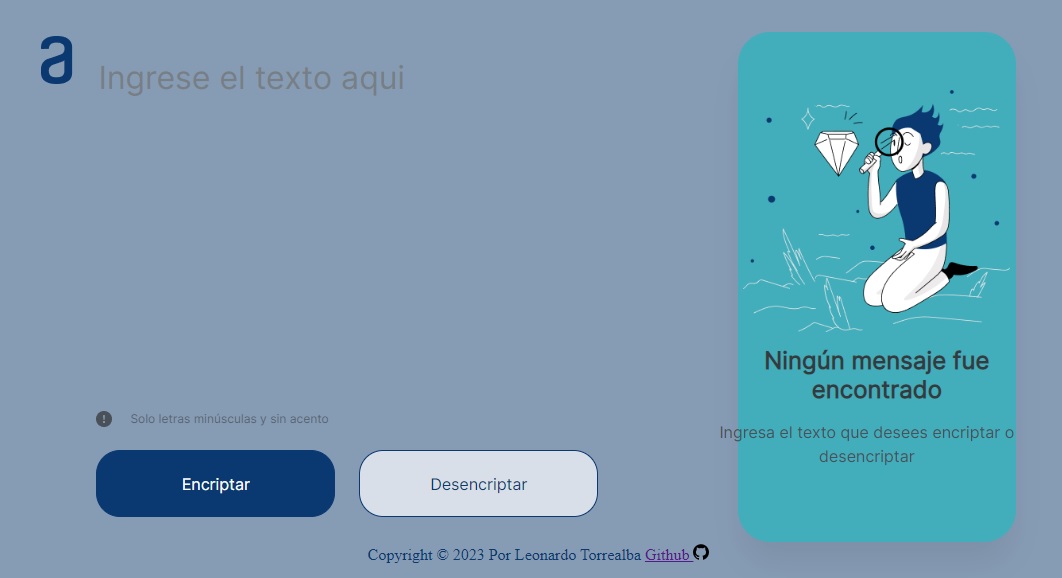 a
Ingrese el texto aqui
Solo letras minúsculas y sin acento
Encriptar
Desencriptar
Ningún mensaje fue
encontrado
Ingresa el texto que desees encriptar o
desencriptar
Copyright © 2023 Por Leonardo Torrealba Github